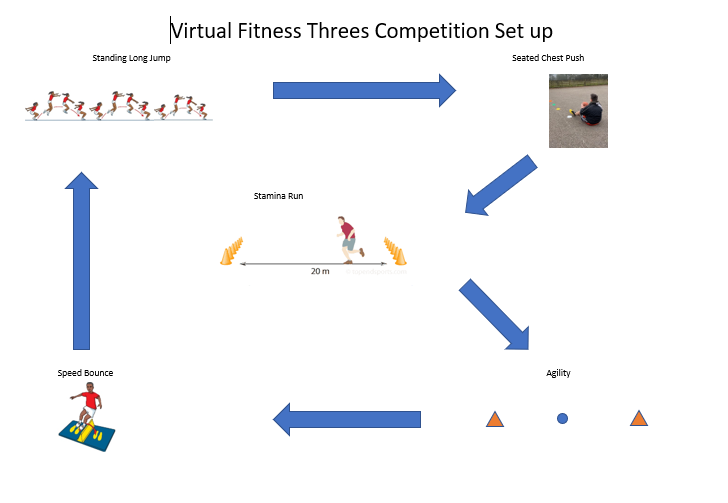 Virtual Fitness Threes Competition Set up
Standing Long Jump
Seated Chest Push
Stamina Run
20 m
Speed Bounce
Agility